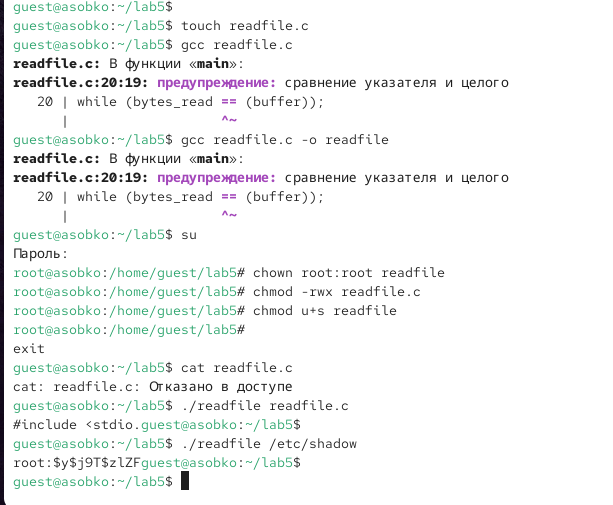 guest@asobko:~/lab5$
guest@asobko:~/lab5$ touch readfile.c
guest@asobko:~/lab5$ gcc readfile.c
readfile.c: В функции «main»:
readfile.c:20:19: предупреждение: сравнение указателя и целого
   20 | while (bytes_read == (buffer));
      |                   ^~
guest@asobko:~/lab5$ gcc readfile.c -o readfile
readfile.c: В функции «main»:
readfile.c:20:19: предупреждение: сравнение указателя и целого
   20 | while (bytes_read == (buffer));
      |                   ^~
guest@asobko:~/lab5$ su
Пароль:
root@asobko:/home/guest/lab5# chown root:root readfile
root@asobko:/home/guest/lab5# chmod -rwx readfile.c
root@asobko:/home/guest/lab5# chmod u+s readfile
root@asobko:/home/guest/lab5#
exit
guest@asobko:~/lab5$ cat readfile.c
cat: readfile.c: Отказано в доступе
guest@asobko:~/lab5$ ./readfile readfile.c
#include <stdio.guest@asobko:~/lab5$
guest@asobko:~/lab5$ ./readfile /etc/shadow
root:$y$j9T$zlZFguest@asobko:~/lab5$
guest@asobko:~/lab5$